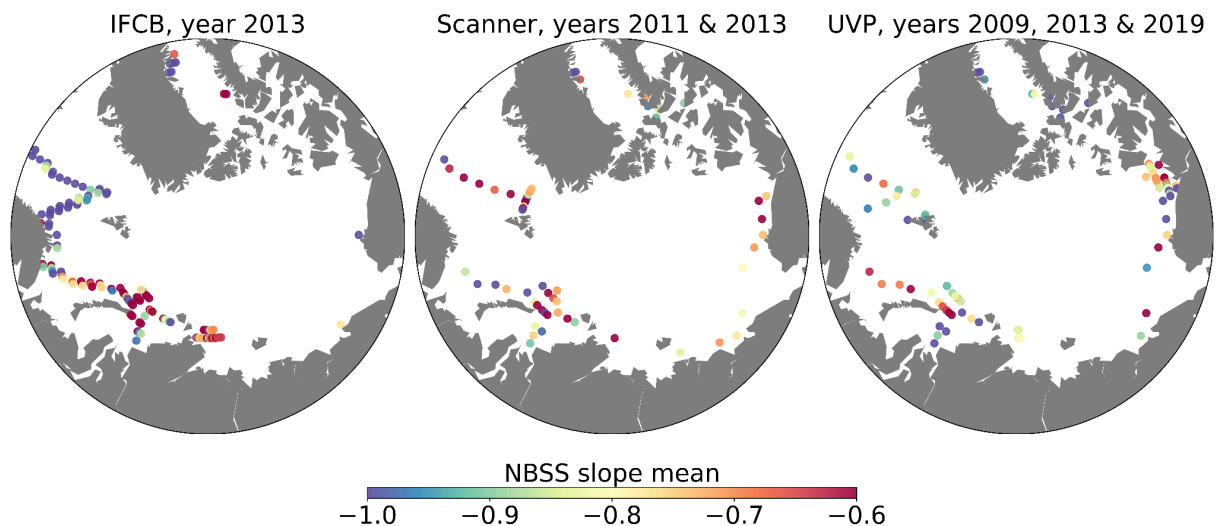 IFCB, year 2013
Scanner, years 2011 & 2013
UVP, years 2009, 2013 & 2019
NBSS slope mean
−1.0
−0.9
−0.8
−0.7
−0.6